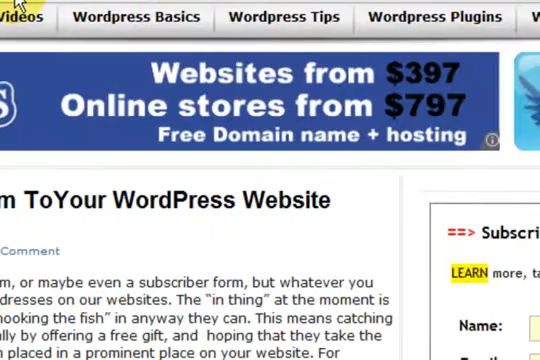 Videos
Wordpress Basics
Wordpress Tips
Wordpress Plugins
W
S
Websites from $397
Online stores from $797
Free Domain name + hosting
m ToYour WordPress Website
Comment
m, or maybe even a subscriber form, but whatever you
dresses on our websites. The "in thing" at the moment is
hooking the fish" in anyway they can. This means catching
ally by offering a free gift, and hoping that they take the
n placed in a prominent place on your website. For
==> Subscri
LEARN more, ta
Name: